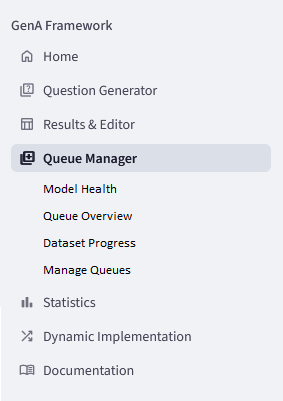 GenA Framework
Home
Question Generator
Results & Editor
Queue Manager
Model Health
Queue Overview
Dataset Progress
Manage Queues
Statistics
Dynamic Implementation
Documentation